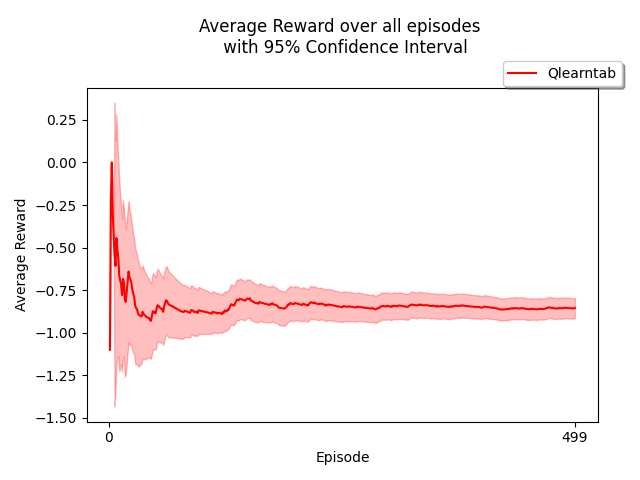 Average Reward over all episodes
with 95% Confidence Interval
Qlearntab
0.25
0.00
−0.25
−0.50
−0.75
−1.00
−1.25
−1.50
Average Reward
0 499
Episode